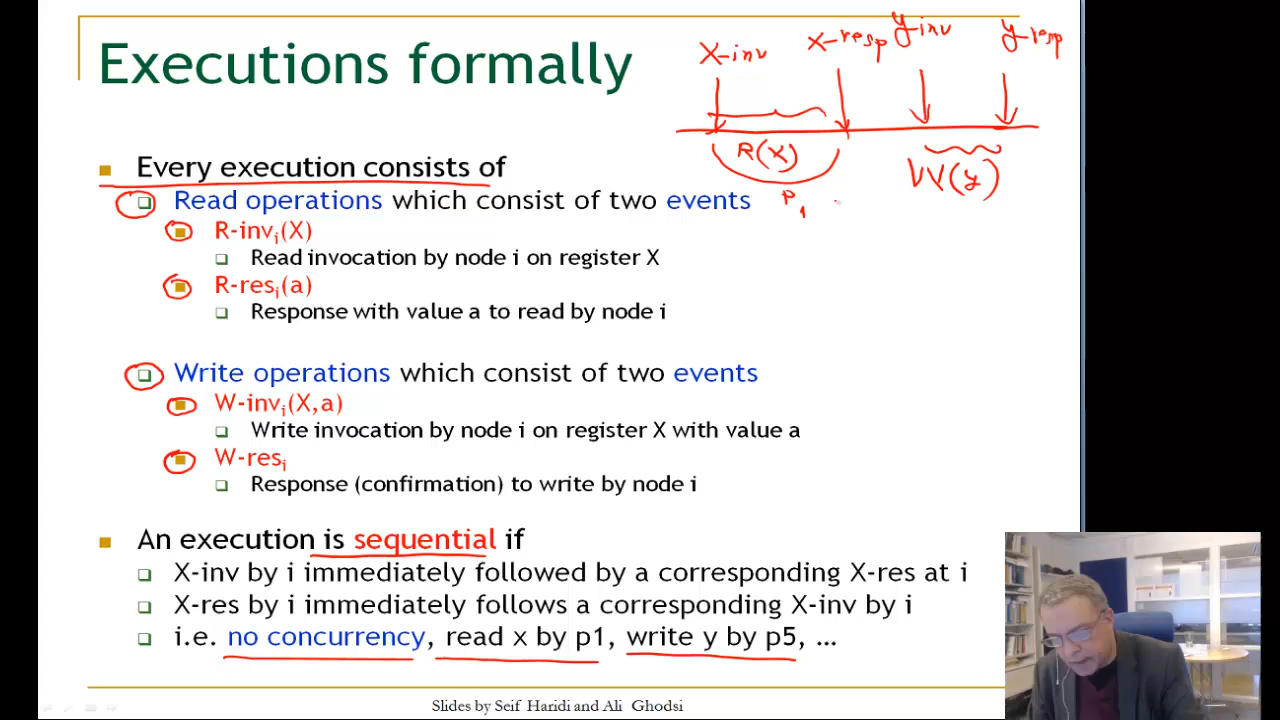 Executions formally
X-inv
X-resp
y-inv
y-resp
R(X)
W(y)
P1
Every execution consists of
Read operations which consist of two events
R-invi(X)
Read invocation by node i on register X
R-resi(a)
Response with value a to read by node i
Write operations which consist of two events
W-invi(X,a)
Write invocation by node i on register X with value a
W-resi
Response (confirmation) to write by node i
An execution is sequential if
X-inv by i immediately followed by a corresponding X-res at i
X-res by i immediately follows a corresponding X-inv by i
i.e. no concurrency, read x by p1, write y by p5, …
Slides by Seif Haridi and Ali Ghodsi